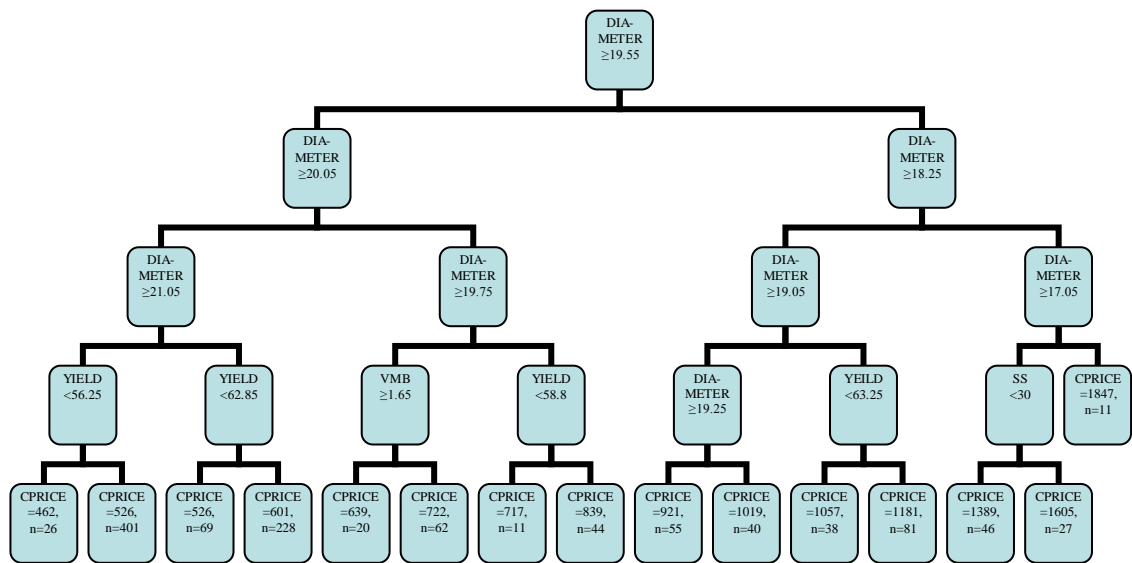 DIA-
METER
≥19.55
DIA-
METER
≥20.05
DIA-
METER
≥18.25
DIA-
METER
≥21.05
DIA-
METER
≥19.75
DIA-
METER
≥19.05
DIA-
METER
≥17.05
YIELD
<56.25
YIELD
<62.85
VMB
≥1.65
YIELD
<58.8
DIA-
METER
≥19.25
YEILD
<63.25
SS
<30
CPRICE
=1847,
n=11
CPRICE
=462,
n=26
CPRICE
=526,
n=401
CPRICE
=526,
n=69
CPRICE
=601,
n=228
CPRICE
=639,
n=20
CPRICE
=722,
n=62
CPRICE
=717,
n=11
CPRICE
=839,
n=44
CPRICE
=921,
n=55
CPRICE
=1019,
n=40
CPRICE
=1057,
n=38
CPRICE
=1181,
n=81
CPRICE
=1389,
n=46
CPRICE
=1605,
n=27